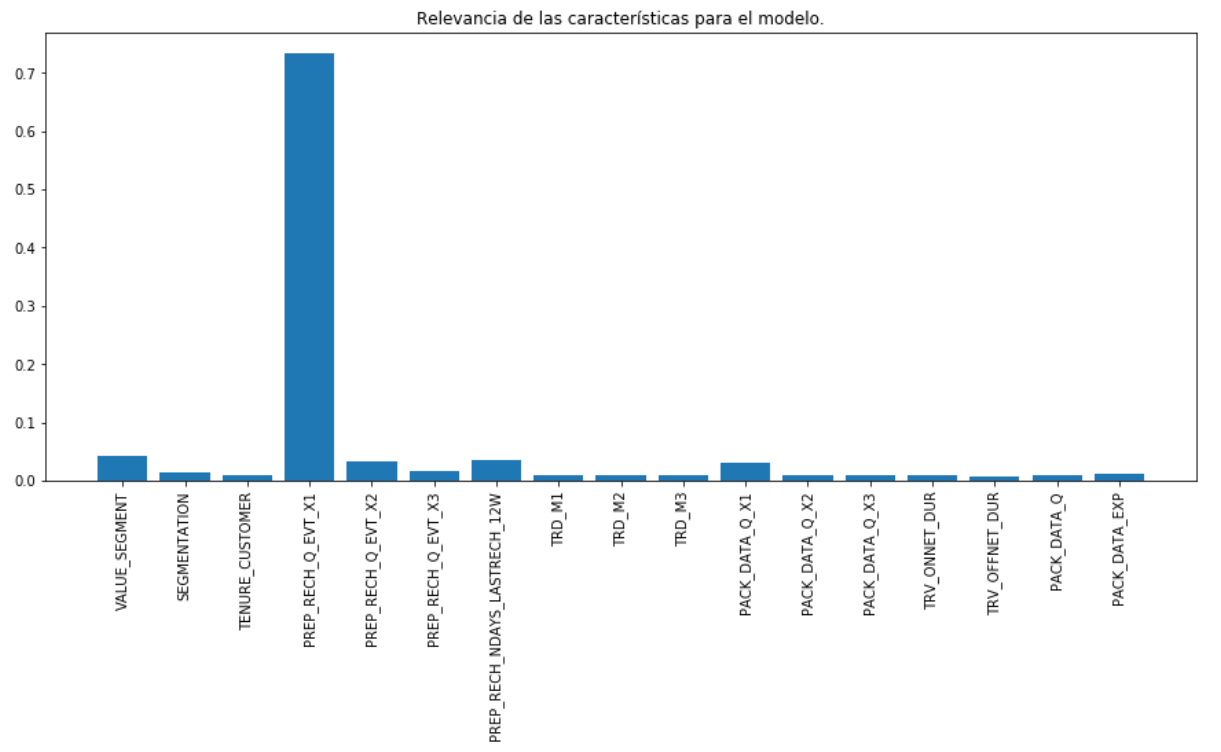 Relevancia de las características para el modelo.
0.7
0.6
0.5
0.4
0.3
0.2
0.1
0.0
VALUE_SEGMENT
SEGMENTATION
TENURE_CUSTOMER
PREP_RECH_Q_EVT_X1
PREP_RECH_Q_EVT_X2
PREP_RECH_Q_EVT_X3
PREP_RECH_NDAYS_LASTRECH_12W
TRD_M1
TRD_M2
TRD_M3
PACK_DATA_Q_X1
PACK_DATA_Q_X2
PACK_DATA_Q_X3
TRV_ONNET_DUR
TRV_OFFNET_DUR
PACK_DATA_Q
PACK_DATA_EXP